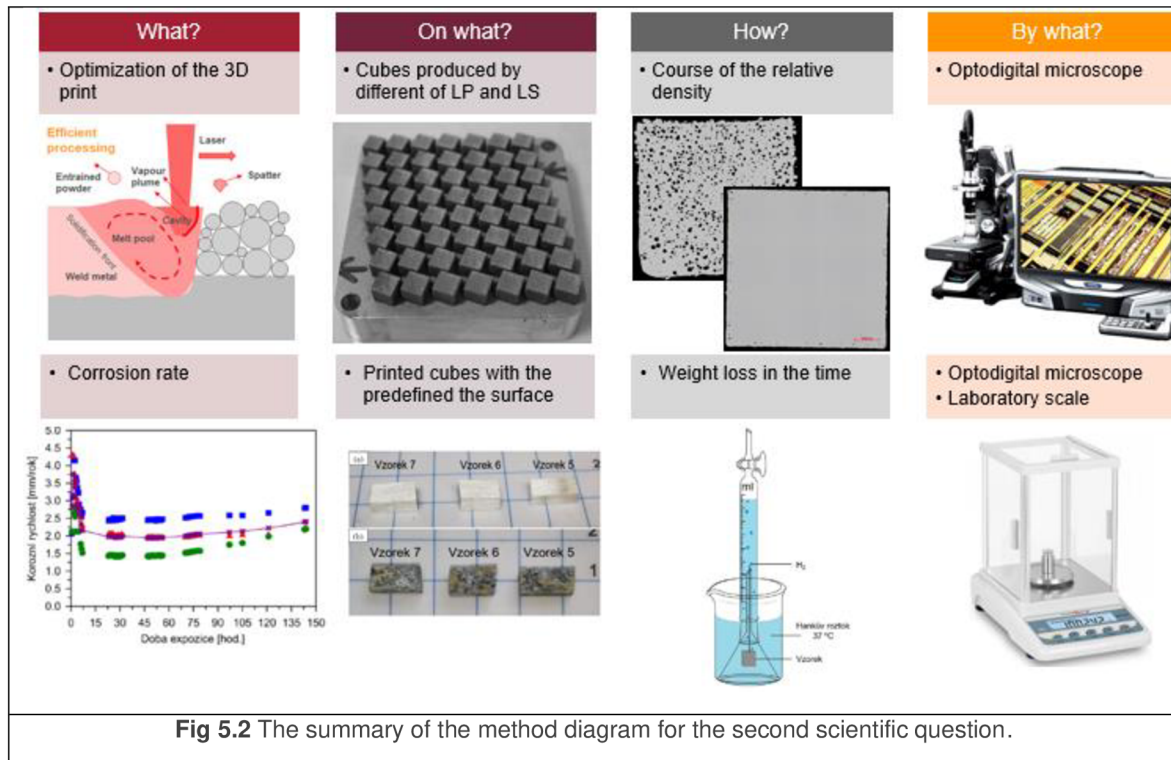 What?
On what?
How?
By what?
• Optimization of the 3D
print
• Cubes produced by
different of LP and LS
• Course of the relative
density
• Optodigital microscope
Efficient
processing
Laser
Entrained
powder
Vapour
plume
Spatter
Cavity
Solidification front
Melt pool
Weld metal
• Corrosion rate
• Printed cubes with the
predefined the surface
• Weight loss in the time
• Optodigital microscope
• Laboratory scale
Korozní rychlost [mm/rok]
5.0
4.5
4.0
3.5
3.0
2.5
2.0
1.5
1.0
0.5
0.0
0 15 30 45 60 75 90 105 120 135 150
Doba expozice [hod.]
(a)
Vzorek 7 Vzorek 6 Vzorek 5 2
(b)
Vzorek 7 Vzorek 6 Vzorek 5
2
1
ml
H₂
Hankův roztok
37 °C
Vzorek
Fig 5.2 The summary of the method diagram for the second scientific question.